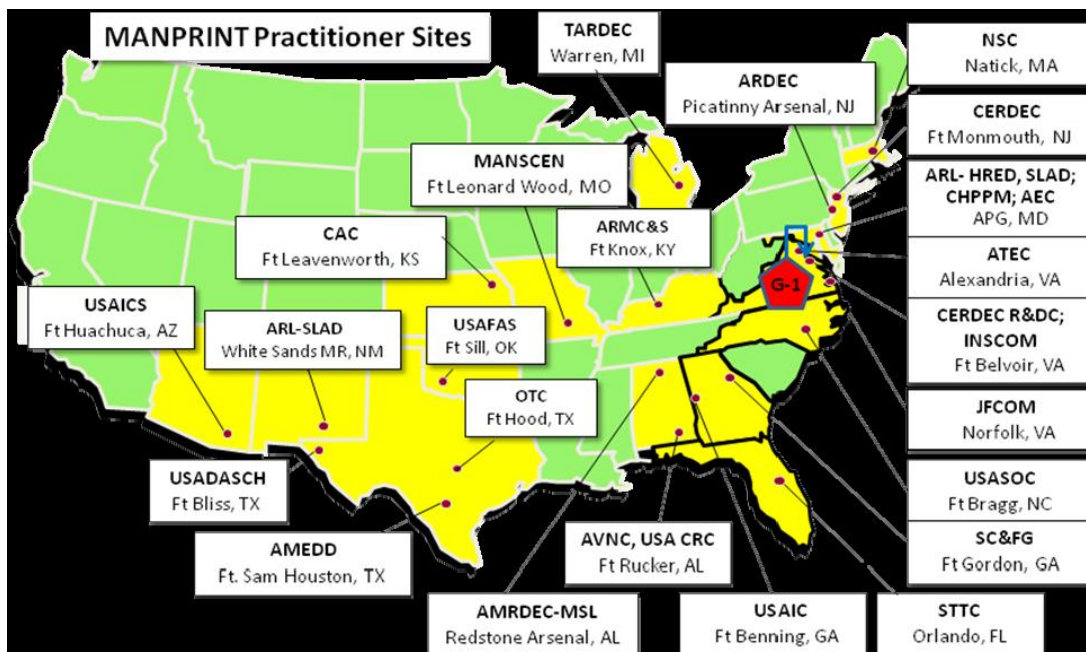 MANPRINT Practitioner Sites
TARDEC
Warren, MI
NSC
Natick, MA
ARDEC
Picatinny Arsenal, NJ
CERDEC
Ft Monmouth, NJ
MANSCEN
Ft Leonard Wood, MO
ARL- HRED, SLAD;
CHPPM; AEC
APG, MD
CAC
Ft Leavenworth, KS
ARMC&S
Ft Knox, KY
ATEC
Alexandria, VA
G-1
USAICS
Ft Huachuca, AZ
ARL-SLAD
White Sands MR, NM
USAFAS
Ft Sill, OK
CERDEC R&DC;
INSCOM
Ft Belvoir, VA
OTC
Ft Hood, TX
JFCOM
Norfolk, VA
USADASCH
Ft Bliss, TX
USASOC
Ft Bragg, NC
AMEDD
Ft. Sam Houston, TX
AVNC, USA CRC
Ft Rucker, AL
SC&FG
Ft Gordon, GA
AMRDEC-MSL
Redstone Arsenal, AL
USAIC
Ft Benning, GA
STTC
Orlando, FL